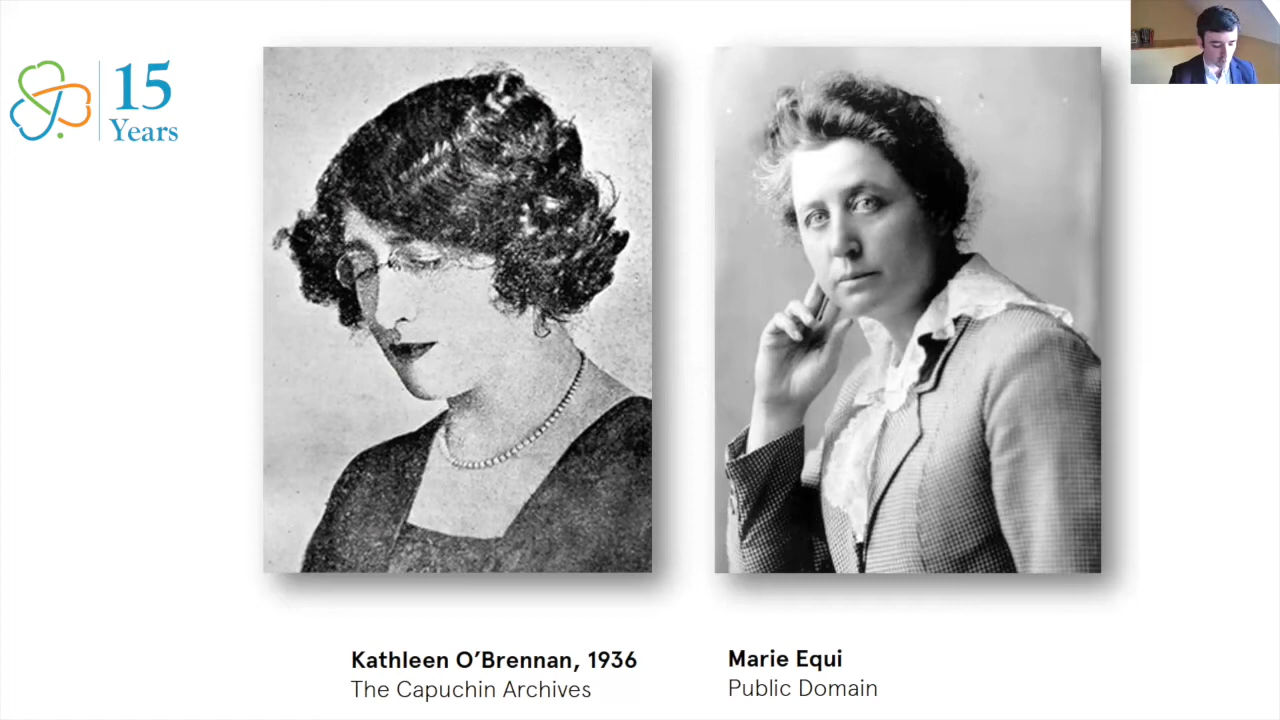 15
Years
Kathleen O’Brennan, 1936
The Capuchin Archives
Marie Equi
Public Domain